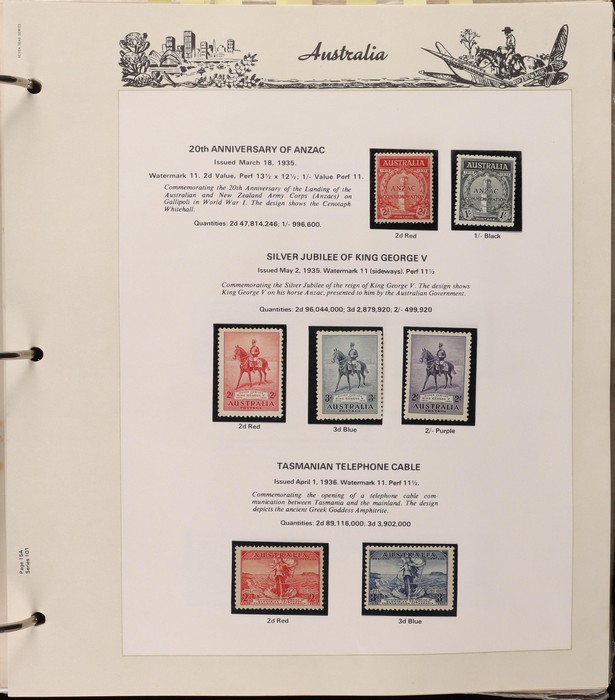 Australia
20th ANNIVERSARY OF ANZAC
Issued March 18, 1935.
Watermark 11. 2d Value, Perf 13½ x 12½; 1/- Value Perf 11.
Commemorating the 20th Anniversary of the Landing of the
Australian and New Zealand Army Corps (Anzacs) on
Gallipoli in World War I. The design shows the Cenotaph
Whitehall.
Quantities: 2d 47,814,246; 1/- 996,600.
AUSTRALIA
ANZAC
2d Red
AUSTRALIA
ANZAC
1/- Black
SILVER JUBILEE OF KING GEORGE V
Issued May 2, 1935. Watermark 11 (sideways). Perf 11½
Commemorating the Silver Jubilee of the reign of King George V. The design shows
King George V on his horse Anzac, presented to him by the Australian Government.
Quantities: 2d 96.044,000; 3d 2.879.920; 2/- 499.920
AUSTRALIA
2d Red
AUSTRALIA
3d Blue
AUSTRALIA
2/- Purple
TASMANIAN TELEPHONE CABLE
Issued April 1, 1936. Watermark 11. Perf 11½.
Commemorating the opening of a telephone cable com-
munication between Tasmania and the mainland. The design
depicts the ancient Greek Goddess Amphitrite.
Quantities: 2d 89,116,000; 3d 3,902,000
AUSTRALIA
2d Red
AUSTRALIA
3d Blue
Page 15A
Series 101